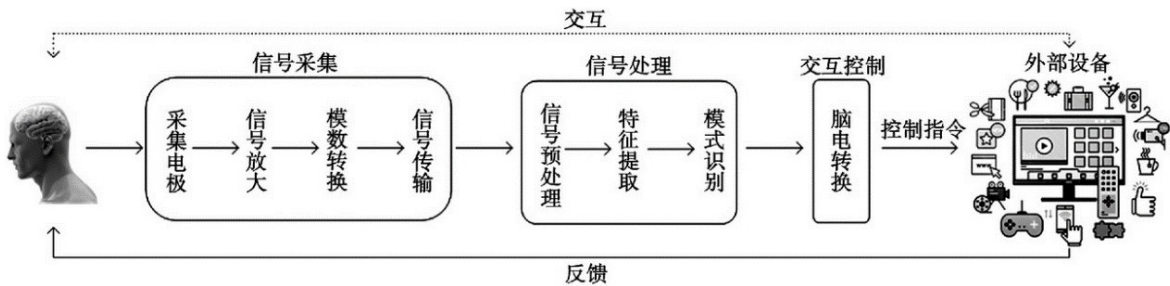 交互
信号采集
信号处理
交互控制
外部设备
采集电极
信号放大
模数转换
信号传输
信号预处理
特征提取
模式识别
脑电转换
控制指令
WWW
反馈